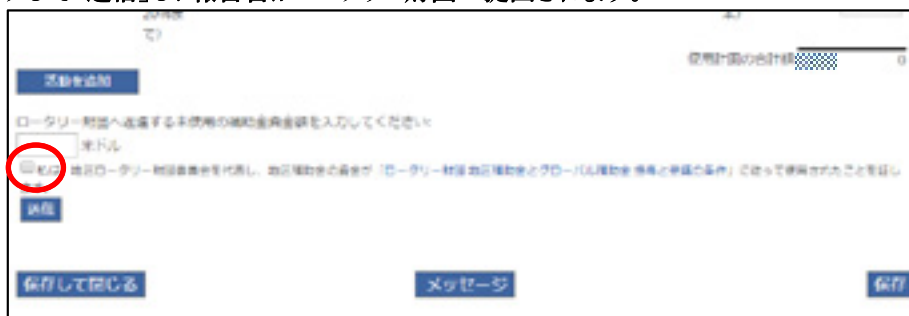 て)
使用計画の合計額 0
活動を追加
ロータリー財団へ返還する未使用の補助金資金額を入力してください:
米ドル
私は、地区ロータリー財団委員会を代表し、地区補助金の資金が「ロータリー財団 地区補助金とグローバル補助金 授与と受諾の条件」に従って使用されたことを証し
送信
保存して閉じる メッセージ 保存